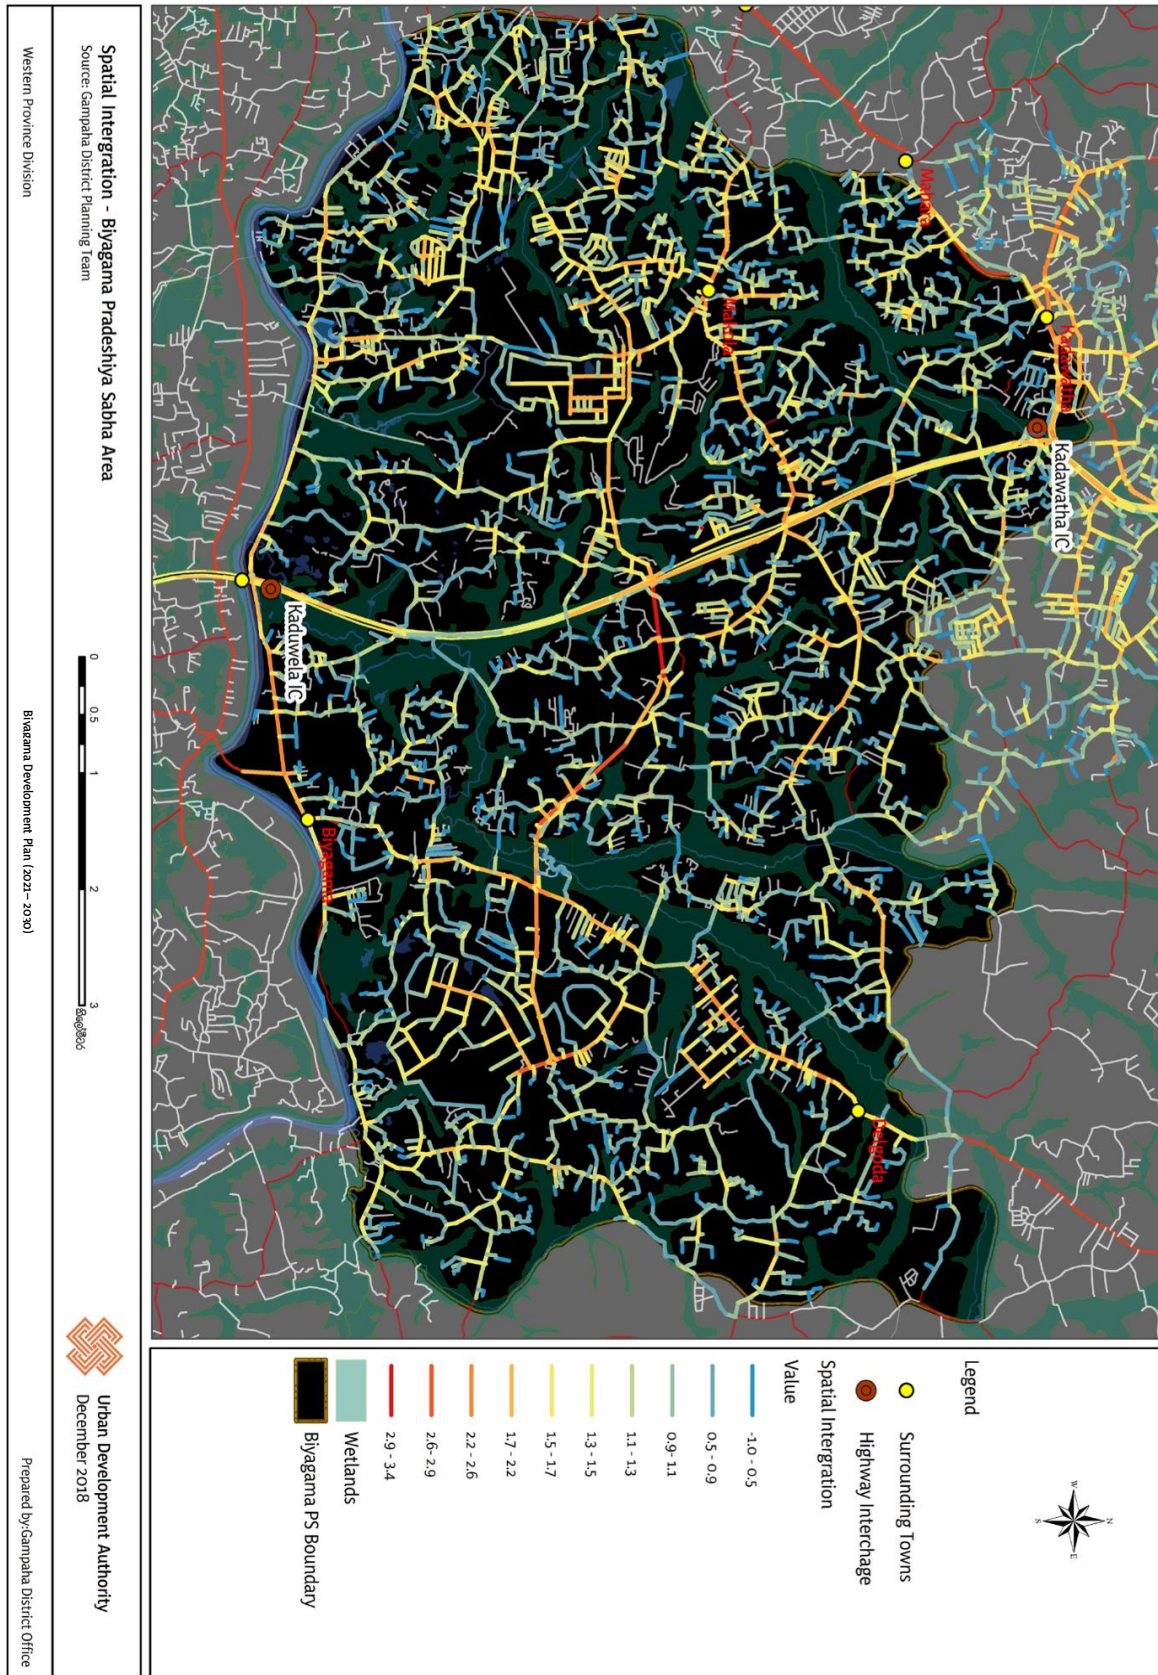 Mahara
Kadawatha
Kadawatha IC
Makola
Delgoda
Kaduwela IC
Biyagama
Legend
Surrounding Towns
Highway Interchage
Spatial Intergration
Value
-1.0 - 0.5
0.5 - 0.9
0.9- 1.1
1.1 - 1.3
1.3 - 1.5
1.5 - 1.7
1.7 - 2.2
2.2 - 2.6
2.6- 2.9
2.9 - 3.4
Wetlands
Biyagama PS Boundary
N
W
E
S
Spatial Intergration - Biyagama Pradeshiya Sabha Area
Source: Gampaha District Planning Team
0 0.5 1 2 3
Urban Development Authority
December 2018
Western Province Division
Biyagama Development Plan (2021– 2030)
Prepared by:Gampaha District Office